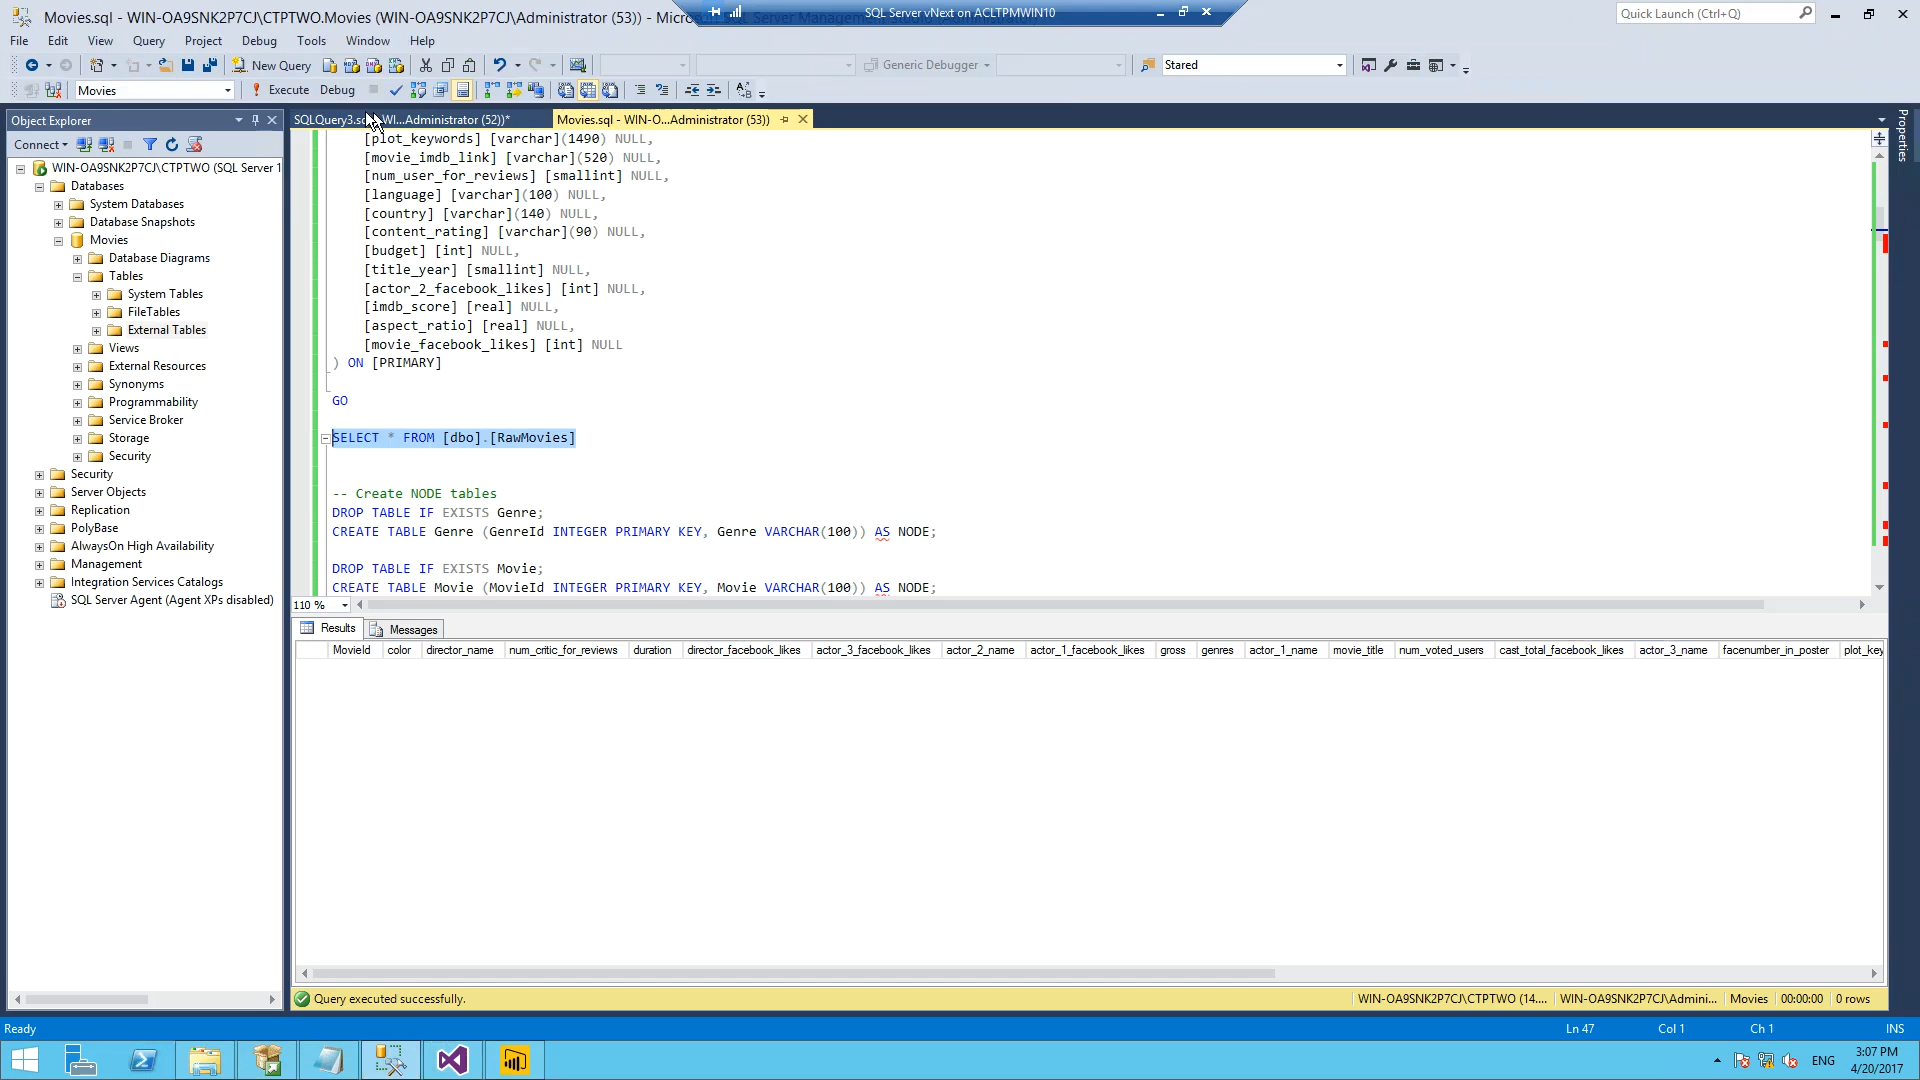 Movies.sql - WIN-OA9SNK2P7CJ\CTPTWO.Movies (WIN-OA9SNK2P7CJ\Administrator (53)) - Micro
SQL Server vNext on ACLTPMWIN10
Quick Launch (Ctrl+Q)
File Edit View Query Project Debug Tools Window Help
New Query
Generic Debugger
Stared
Movies
Execute Debug
Object Explorer
SQLQuery3.s WI...Administrator (52))*
Movies.sql - WIN-O...Administrator (53))
Properties
Connect
WIN-OA9SNK2P7CJ\CTPTWO (SQL Server 1
Databases
System Databases
Database Snapshots
Movies
Database Diagrams
Tables
System Tables
FileTables
External Tables
Views
External Resources
Synonyms
Programmability
Service Broker
Storage
Security
Security
Server Objects
Replication
PolyBase
AlwaysOn High Availability
Management
Integration Services Catalogs
SQL Server Agent (Agent XPs disabled)
[plot_keywords] [varchar](1490) NULL,
[movie_imdb_link] [varchar](520) NULL,
[num_user_for_reviews] [smallint] NULL,
[language] [varchar](100) NULL,
[country] [varchar](140) NULL,
[content_rating] [varchar](90) NULL,
[budget] [int] NULL,
[title_year] [smallint] NULL,
[actor_2_facebook_likes] [int] NULL,
[imdb_score] [real] NULL,
[aspect_ratio] [real] NULL,
[movie_facebook_likes] [int] NULL
) ON [PRIMARY]
GO
SELECT * FROM [dbo].[RawMovies]
-- Create NODE tables
DROP TABLE IF EXISTS Genre;
CREATE TABLE Genre (GenreId INTEGER PRIMARY KEY, Genre VARCHAR(100)) AS NODE;
DROP TABLE IF EXISTS Movie;
CREATE TABLE Movie (MovieId INTEGER PRIMARY KEY, Movie VARCHAR(100)) AS NODE;
110 %
Results Messages
MovieId color director_name num_critic_for_reviews duration director_facebook_likes actor_3_facebook_likes actor_2_name actor_1_facebook_likes gross genres actor_1_name movie_title num_voted_users cast_total_facebook_likes actor_3_name facenumber_in_poster plot_key
Query executed successfully.
WIN-OA9SNK2P7CJ\CTPTWO (14.... WIN-OA9SNK2P7CJ\Admini... Movies 00:00:00 0 rows
Ready
Ln 47 Col 1 Ch 1 INS
ENG
3:07 PM
4/20/2017